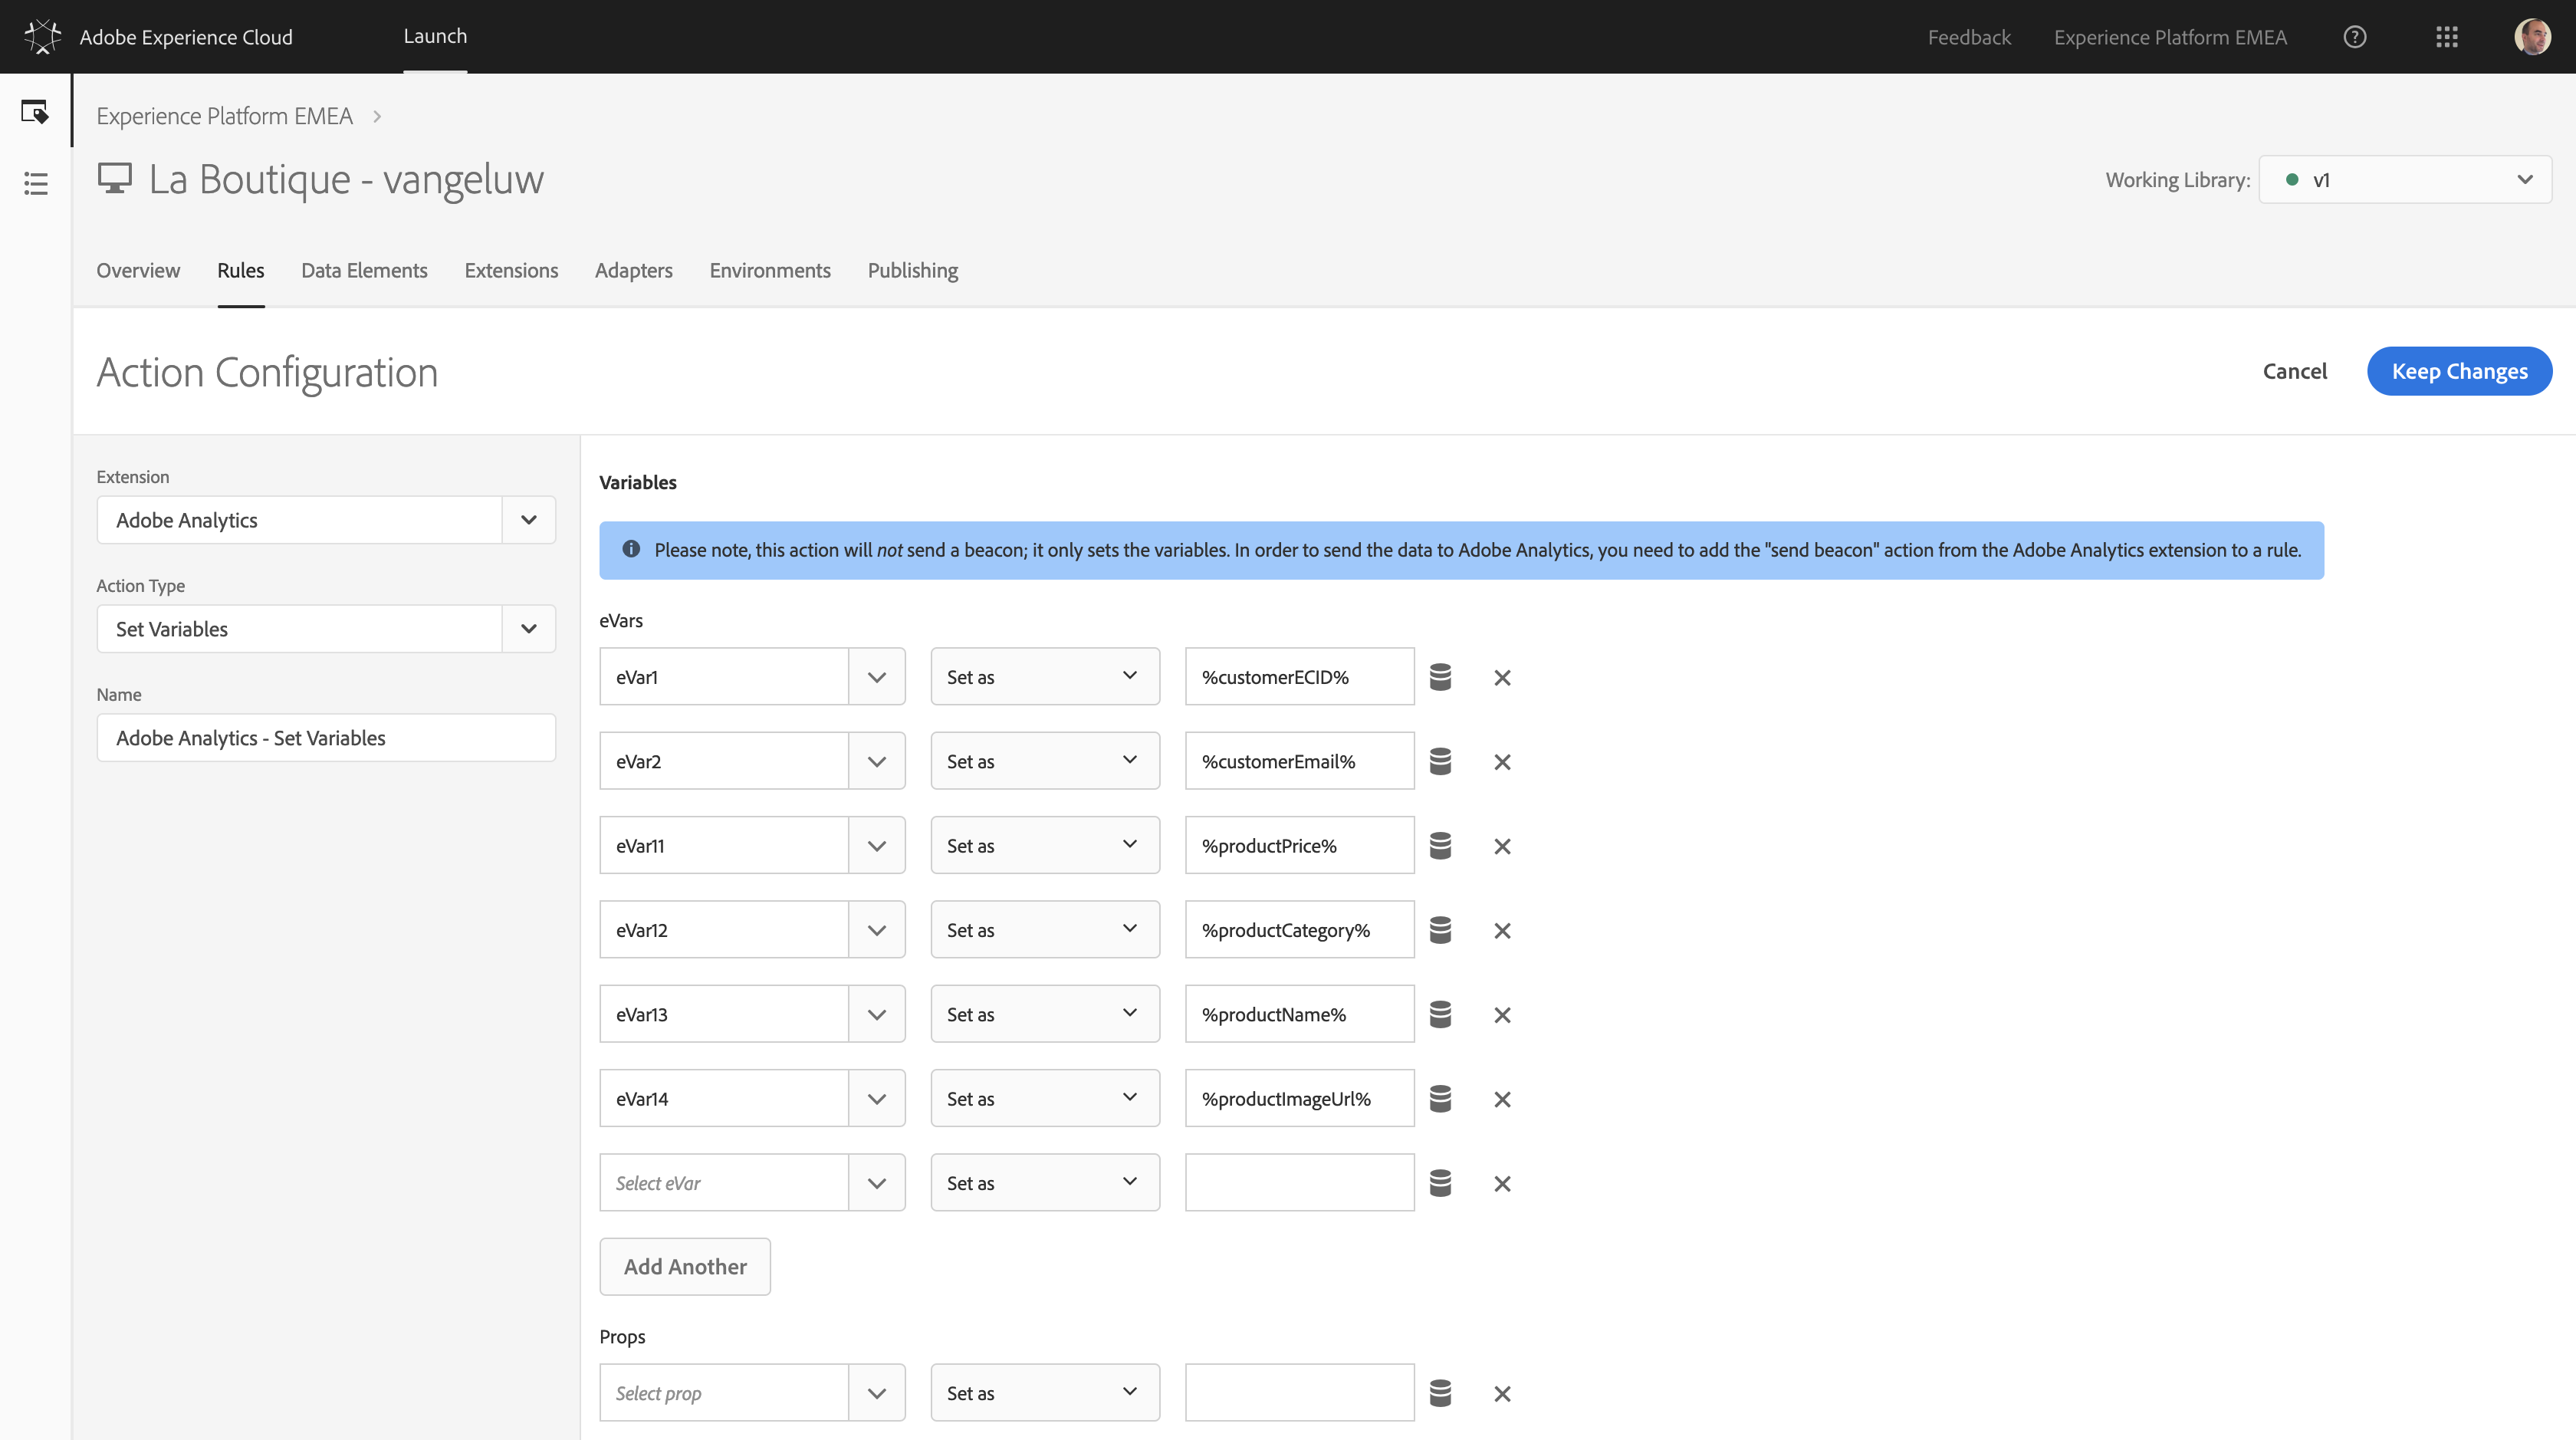 Adobe Experience Cloud
Launch
Feedback
Experience Platform EMEA
Experience Platform EMEA
La Boutique - vangeluw
Working Library:
v1
Overview
Rules
Data Elements
Extensions
Adapters
Environments
Publishing
Action Configuration
Cancel
Keep Changes
Extension
Adobe Analytics
Action Type
Set Variables
Name
Adobe Analytics - Set Variables
Variables
Please note, this action will not send a beacon; it only sets the variables. In order to send the data to Adobe Analytics, you need to add the "send beacon" action from the Adobe Analytics extension to a rule.
eVars
eVar1 Set as %customerECID%
eVar2 Set as %customerEmail%
eVar11 Set as %productPrice%
eVar12 Set as %productCategory%
eVar13 Set as %productName%
eVar14 Set as %productImageUrl%
Select eVar Set as
Add Another
Props
Select prop Set as